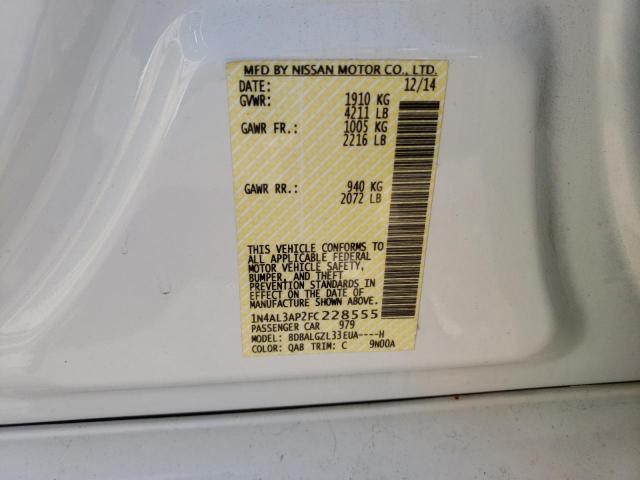 MFD BY NISSAN MOTOR CO., LTD.
DATE: 12/14
GVWR: 1910 KG
4211 LB
GAWR FR.: 1005 KG
2216 LB
GAWR RR.: 940 KG
2072 LB
THIS VEHICLE CONFORMS TO
ALL APPLICABLE FEDERAL
MOTOR VEHICLE SAFETY,
BUMPER, AND THEFT
PREVENTION STANDARDS IN
EFFECT ON THE DATE OF
MANUFACTURE SHOWN ABOVE.
1N4AL3AP2FC228555
PASSENGER CAR 979
MODEL: BDBALGZL33EUA----H
COLOR: QAB TRIM: C 9N00A